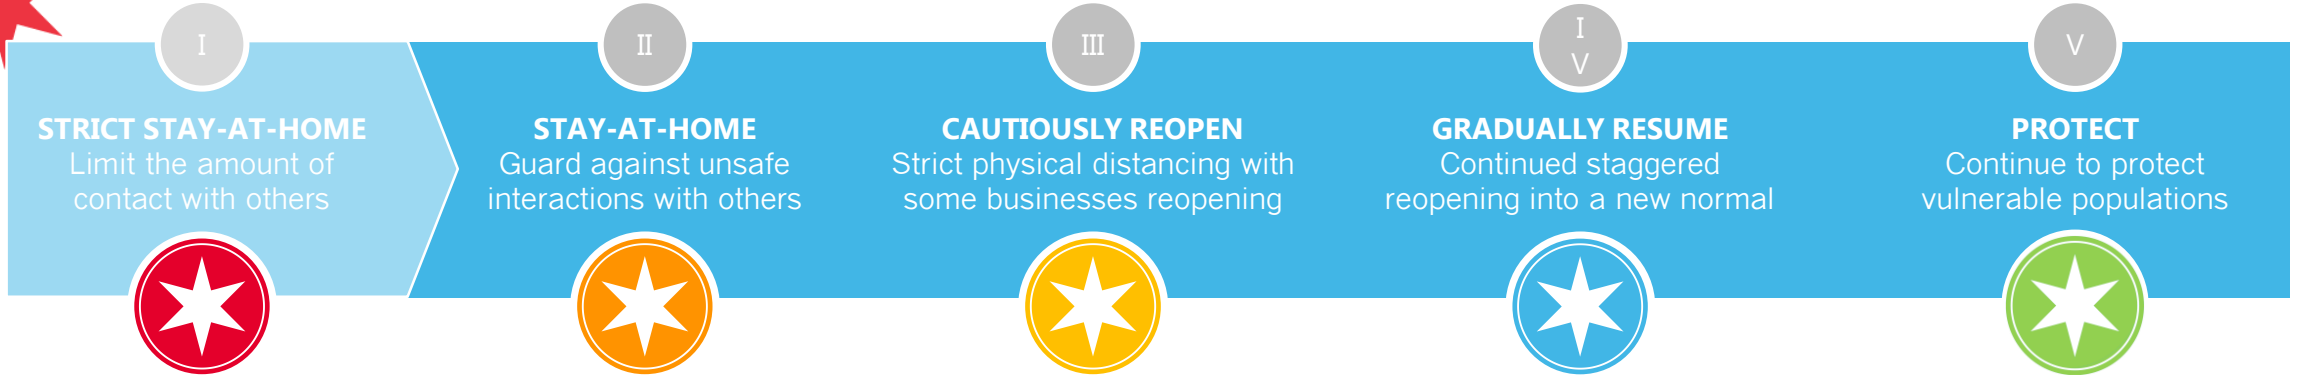 I
STRICT STAY-AT-HOME
Limit the amount of
contact with others
II
STAY-AT-HOME
Guard against unsafe
interactions with others
III
CAUTIOUSLY REOPEN
Strict physical distancing with
some businesses reopening
I
V
GRADUALLY RESUME
Continued staggered
reopening into a new normal
V
PROTECT
Continue to protect
vulnerable populations